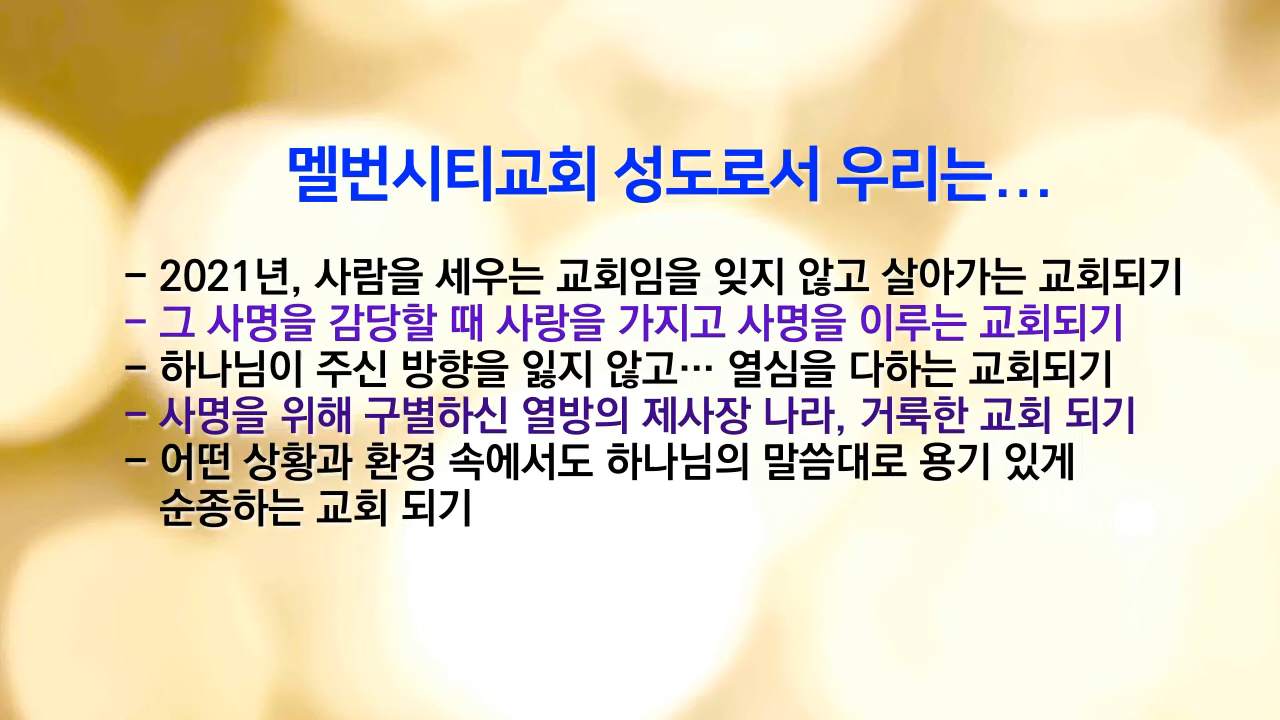 멜번시티교회 성도로서 우리는...
- 2021년, 사람을 세우는 교회임을 잊지 않고 살아가는 교회되기
- 그 사명을 감당할 때 사랑을 가지고 사명을 이루는 교회되기
- 하나님이 주신 방향을 잃지 않고... 열심을 다하는 교회되기
- 사명을 위해 구별하신 열방의 제사장 나라, 거룩한 교회 되기
- 어떤 상황과 환경 속에서도 하나님의 말씀대로 용기 있게
순종하는 교회 되기